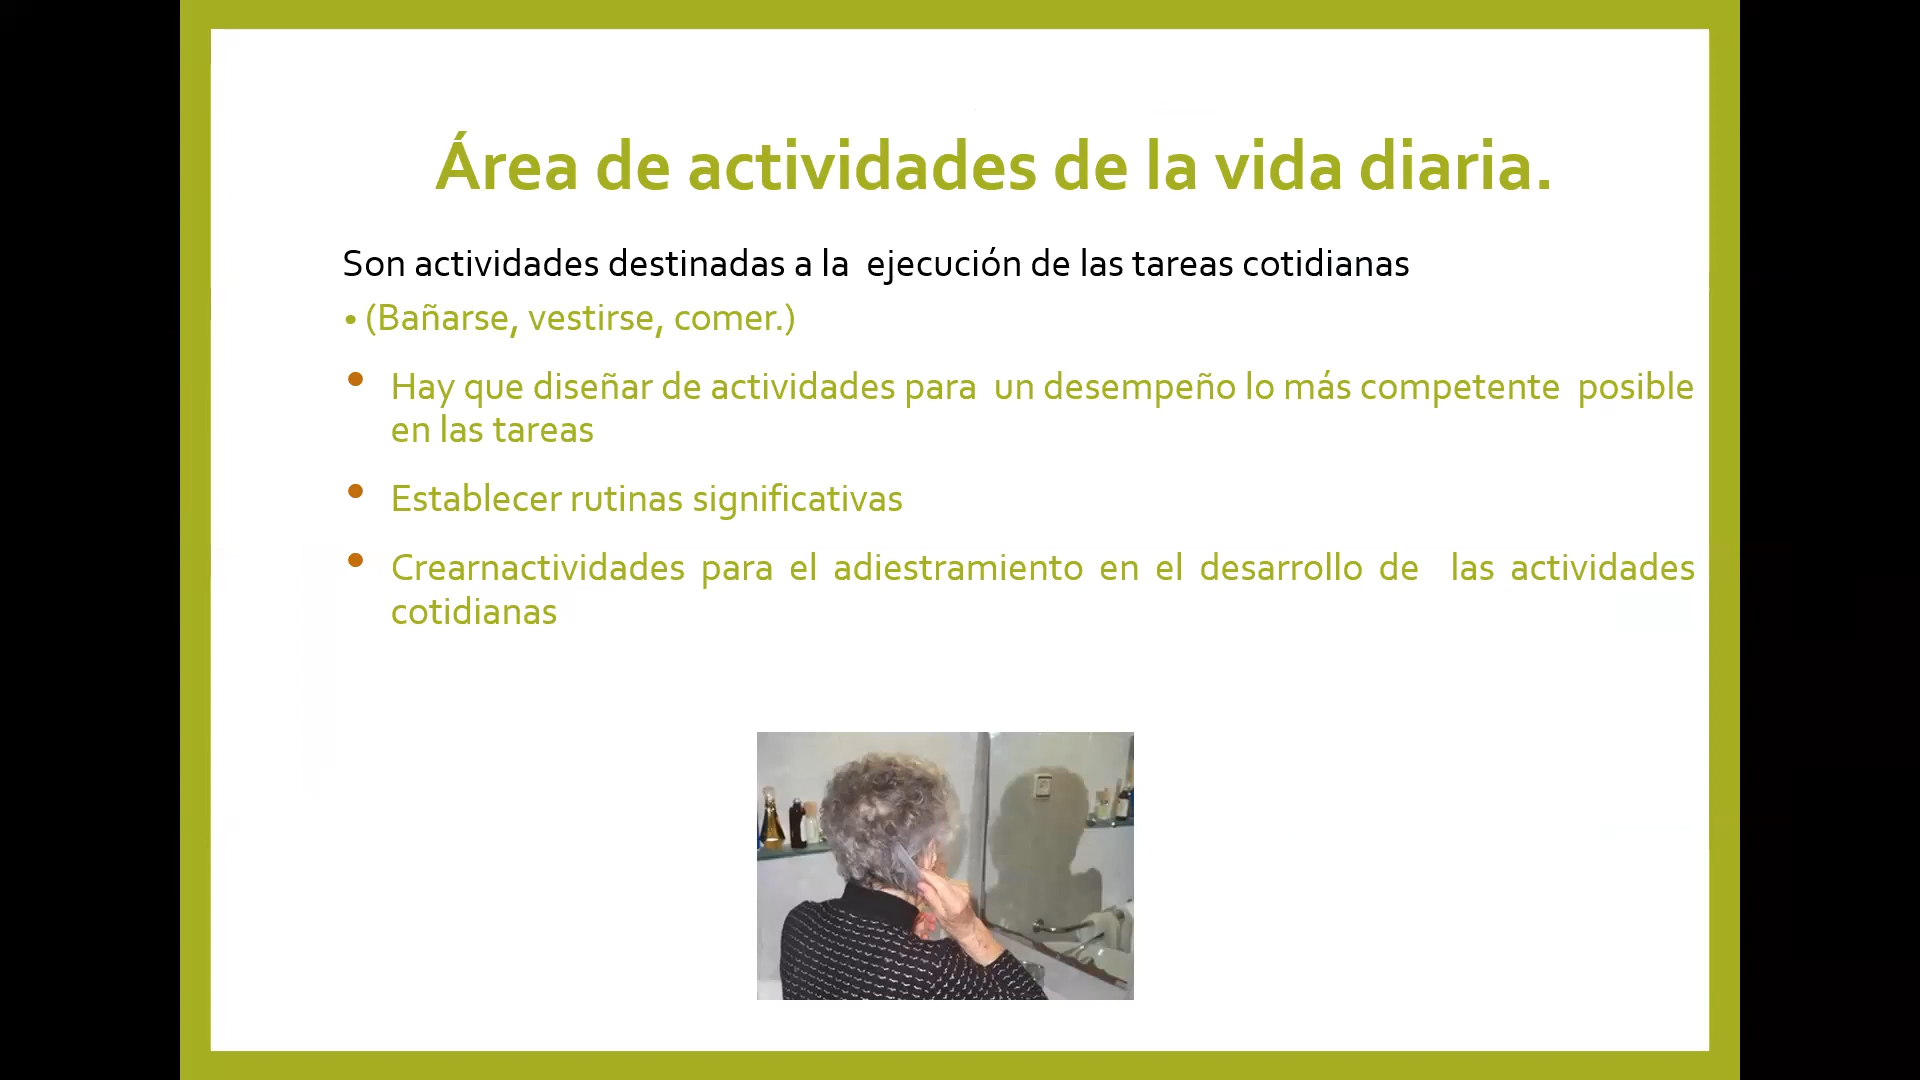 Área de actividades de la vida diaria.
Son actividades destinadas a la ejecución de las tareas cotidianas
• (Bañarse, vestirse, comer.)
• Hay que diseñar de actividades para un desempeño lo más competente posible
en las tareas
• Establecer rutinas significativas
• Crearnactividades para el adiestramiento en el desarrollo de las actividades
cotidianas